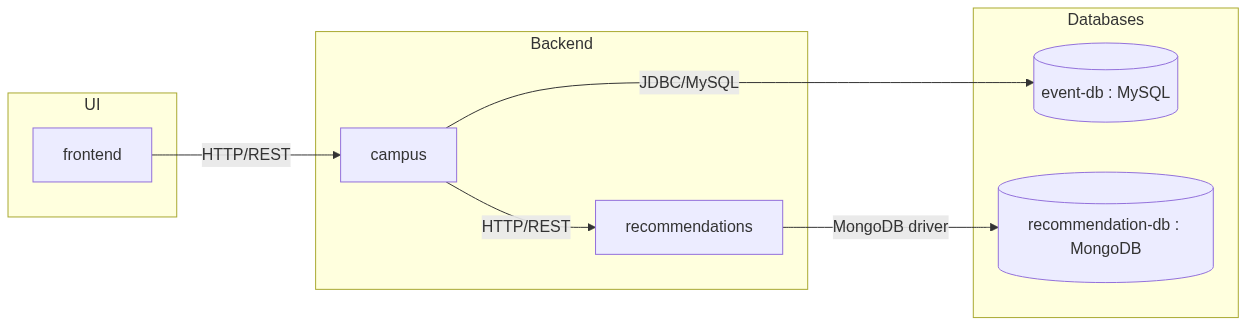 UI
frontend
HTTP/REST
Backend
campus
JDBC/MySQL
HTTP/REST
recommendations
MongoDB driver
Databases
event-db : MySQL
recommendation-db :
MongoDB